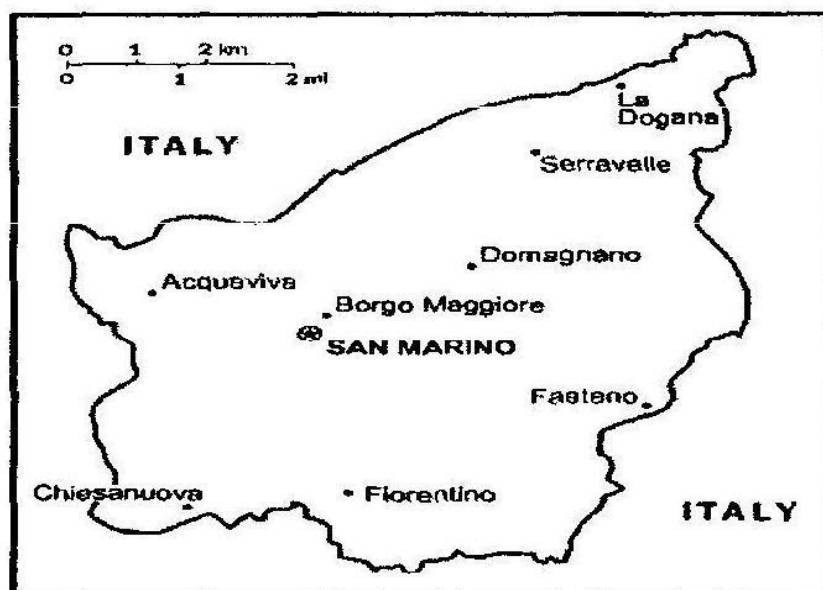 0 1 2 km
0 1 2 mi
ITALY
La
Dogana
Serravalle
Domagnano
Acquaviva
Borgo Maggiore
SAN MARINO
Fasteno
Chiesanuova
Fiorentino
ITALY